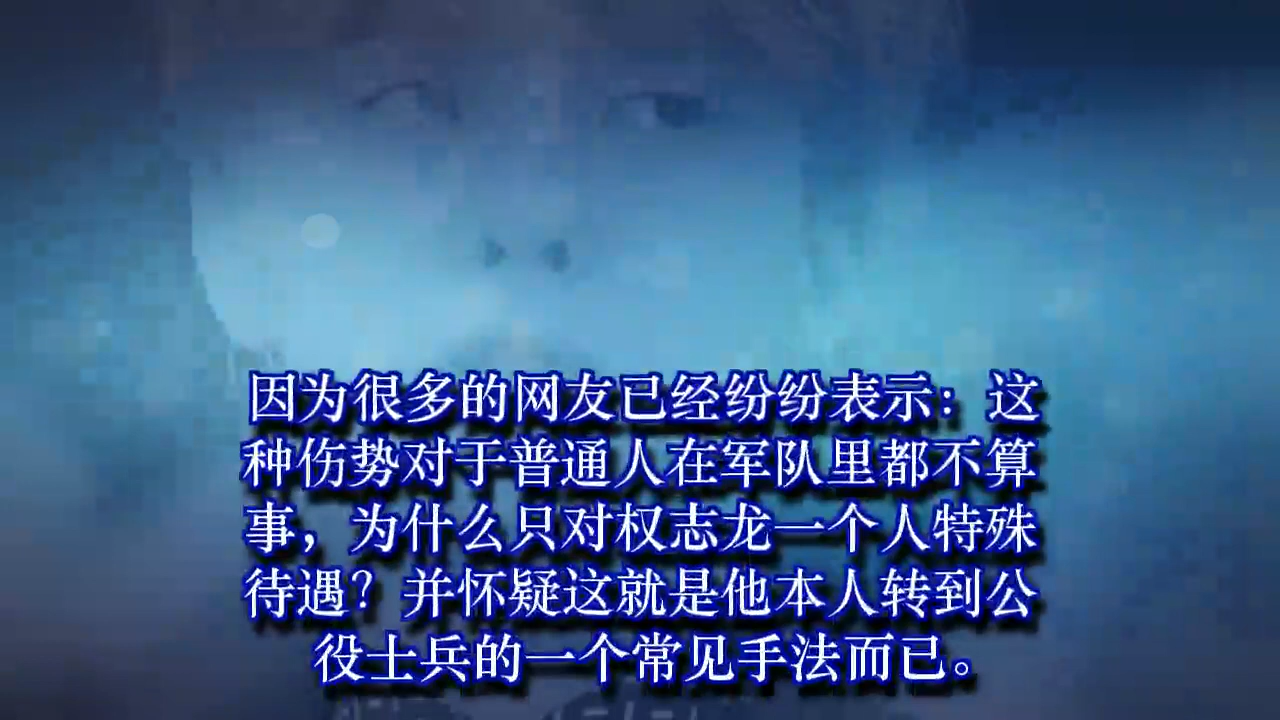 因为很多的网友已经纷纷表示：这
种伤势对于普通人在军队里都不算
事，为什么只对权志龙一个人特殊
待遇？并怀疑这就是他本人转到公
役士兵的一个常见手法而已。